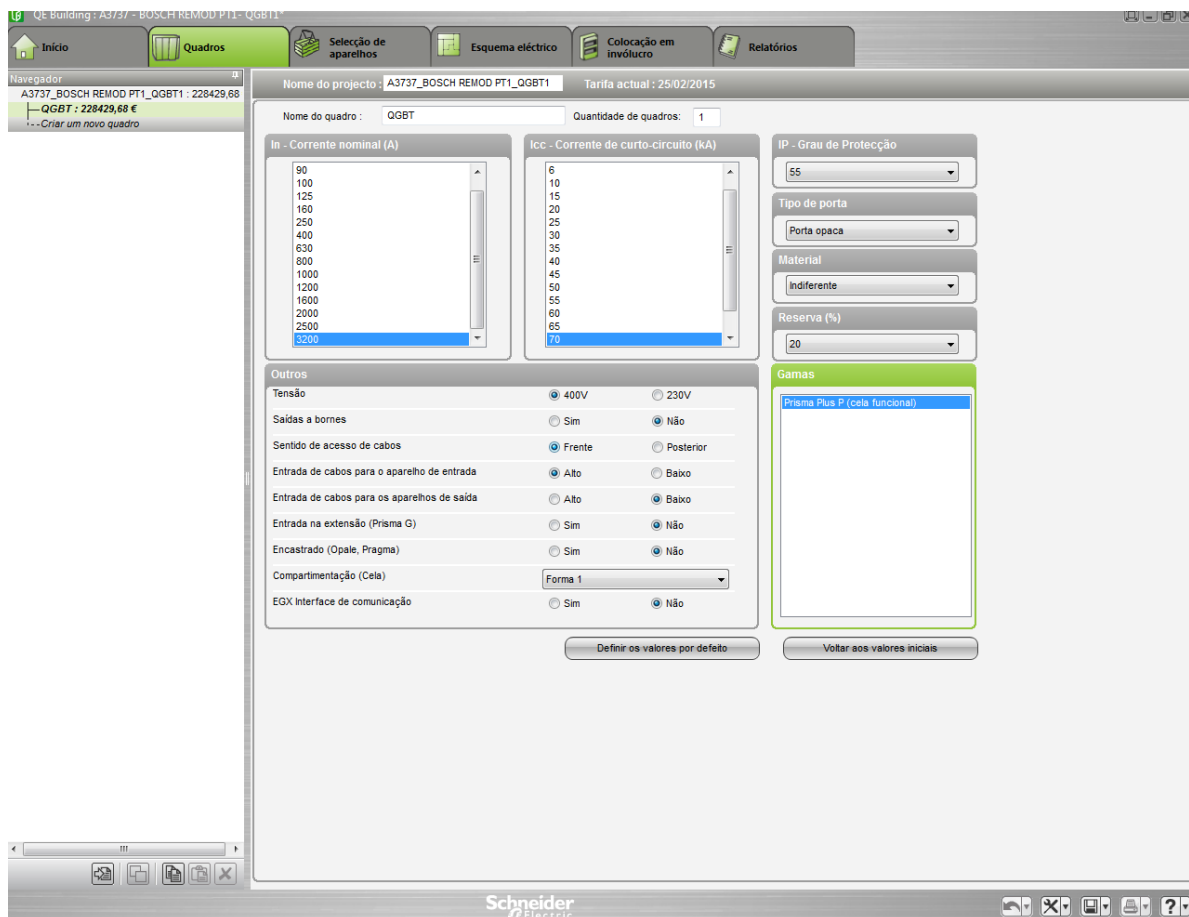 QE Building : A3737 - BOSCH REMOD PT1- QGBT1*
Início
Quadros
Selecção de aparelhos
Esquema eléctrico
Colocação em invólucro
Relatórios
Navegador
A3737_BOSCH REMOD PT1_QGBT1 : 228429,68
QGBT : 228429,68 €
Criar um novo quadro
Nome do projecto : A3737_BOSCH REMOD PT1_QGBT1 Tarifa actual : 25/02/2015
Nome do quadro : QGBT Quantidade de quadros: 1
In - Corrente nominal (A)
90
100
125
160
250
400
630
800
1000
1200
1600
2000
2500
3200
Icc - Corrente de curto-circuito (kA)
6
10
15
20
25
30
35
40
45
50
55
60
65
70
IP - Grau de Protecção
55
Tipo de porta
Porta opaca
Material
Indiferente
Reserva (%)
20
Outros
Tensão 400V 230V
Saídas a bornes Sim Não
Sentido de acesso de cabos Frente Posterior
Entrada de cabos para o aparelho de entrada Alto Baixo
Entrada de cabos para os aparelhos de saída Alto Baixo
Entrada na extensão (Prisma G) Sim Não
Encastrado (Opale, Pragma) Sim Não
Compartimentação (Cela) Forma 1
EGX Interface de comunicação Sim Não
Gamas
Prisma Plus P (cela funcional)
Definir os valores por defeito
Voltar aos valores iniciais
Schneider
Electric